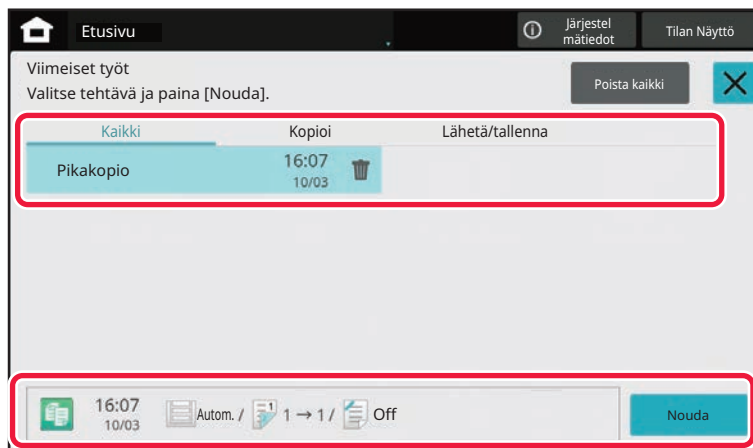 Etusivu
Järjestel
mätiedot
Tilan Näyttö
Viimeiset työt
Valitse tehtävä ja paina [Nouda].
Poista kaikki
Kaikki Kopioi Lähetä/tallenna
Pikakopio 16:07
10/03
16:07
10/03
Autom. / 1 → 1 / Off
Nouda